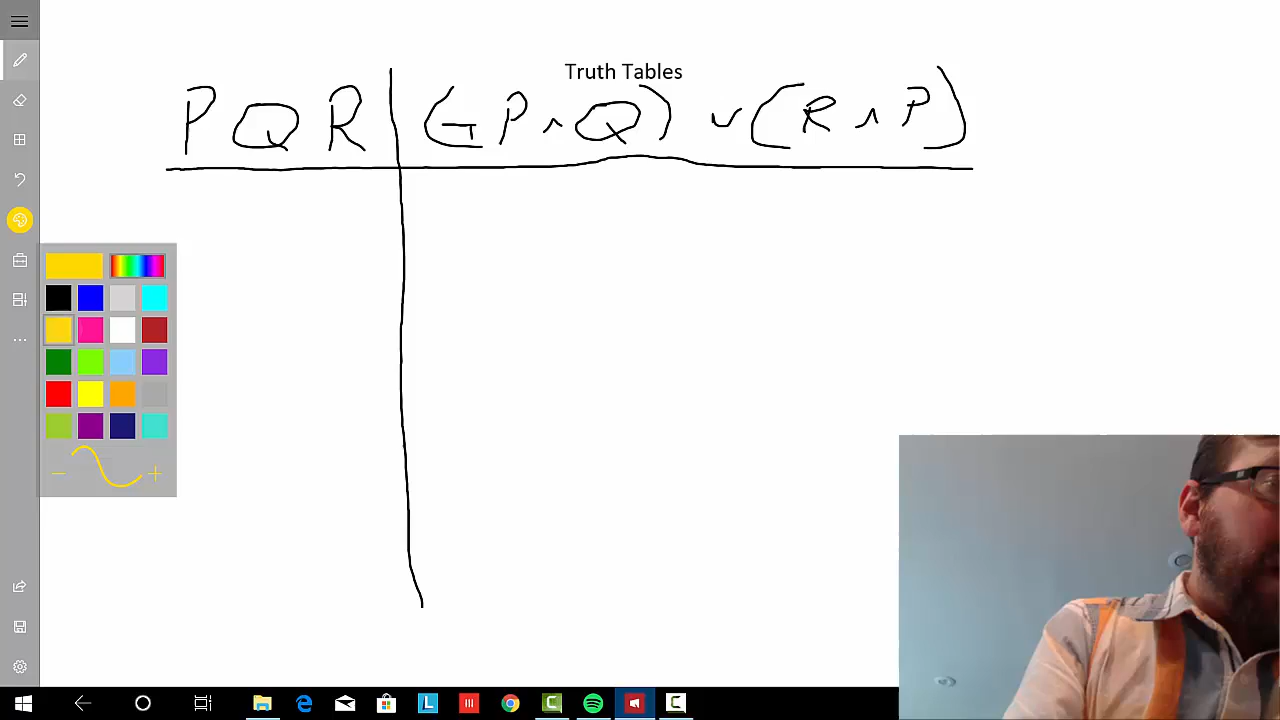 Truth Tables
P Q R (¬P ∧ Q) ∨ (R ∧ P)